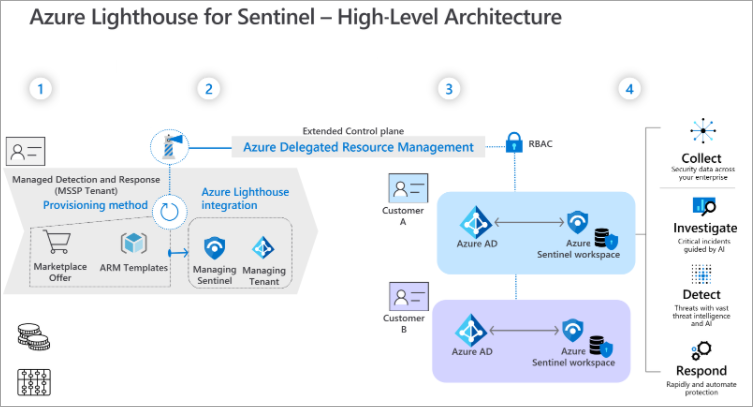 Azure Lighthouse for Sentinel – High-Level Architecture
1
2
3
4
Extended Control plane
Azure Delegated Resource Management
RBAC
Managed Detection and Response
(MSSP Tenant)
Provisioning method
Azure Lighthouse
integration
Marketplace
Offer
ARM Templates
Managing
Sentinel
Managing
Tenant
Customer
A
Azure AD
Azure
Sentinel workspace
Customer
B
Azure AD
Azure
Sentinel workspace
Collect
Security data across
your enterprise
Investigate
Critical incidents
guided by AI
Detect
Threats with vast
threat intelligence
and AI
Respond
Rapidly and automate
protection